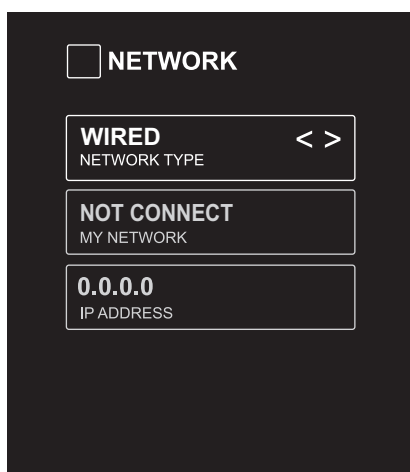 NETWORK
WIRED < >
NETWORK TYPE
NOT CONNECT
MY NETWORK
0.0.0.0
IP ADDRESS